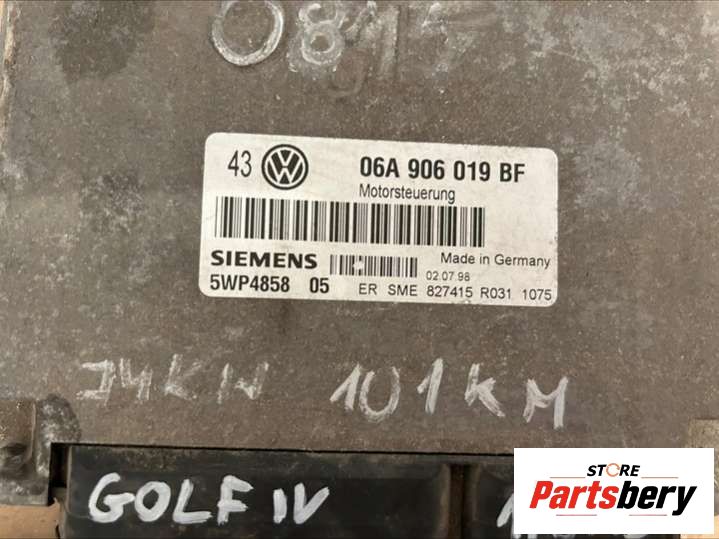 0815
43 VW 06A 906 019 BF
Motorsteuerung
SIEMENS Made in Germany
02.07.98
5WP4858 05 ER SME 827415 R031 1075
74KW 101KM
GOLF IV
STORE
Partsbery